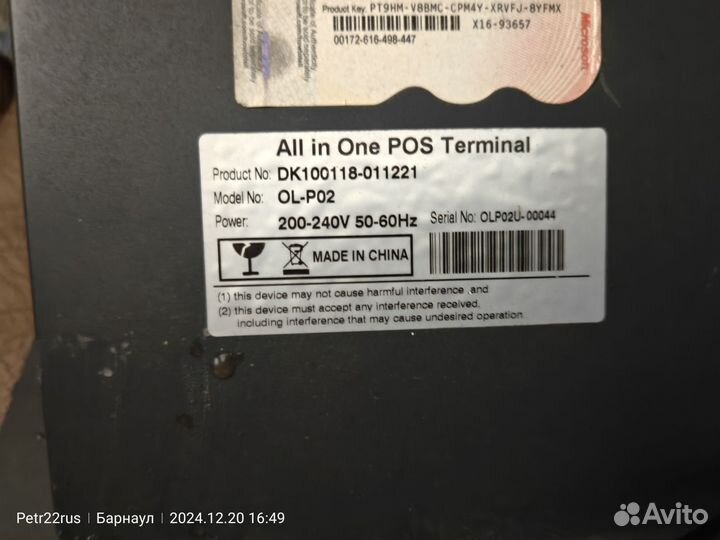 Product Key: PT9HM-V8BMC-CPM4Y-XRVFJ-8YFMX
X16-93657
00172-616-498-447
Microsoft
All in One POS Terminal
Product No: DK100118-011221
Model No: OL-P02
Power: 200-240V 50-60Hz Serial No: OLP02U-00044
MADE IN CHINA
(1) this device may not cause harmful interference ,and
(2) this device must accept any interference received.
including interference that may cause undesired operation.
Petr22rus | Барнаул | 2024.12.20 16:49
Avito